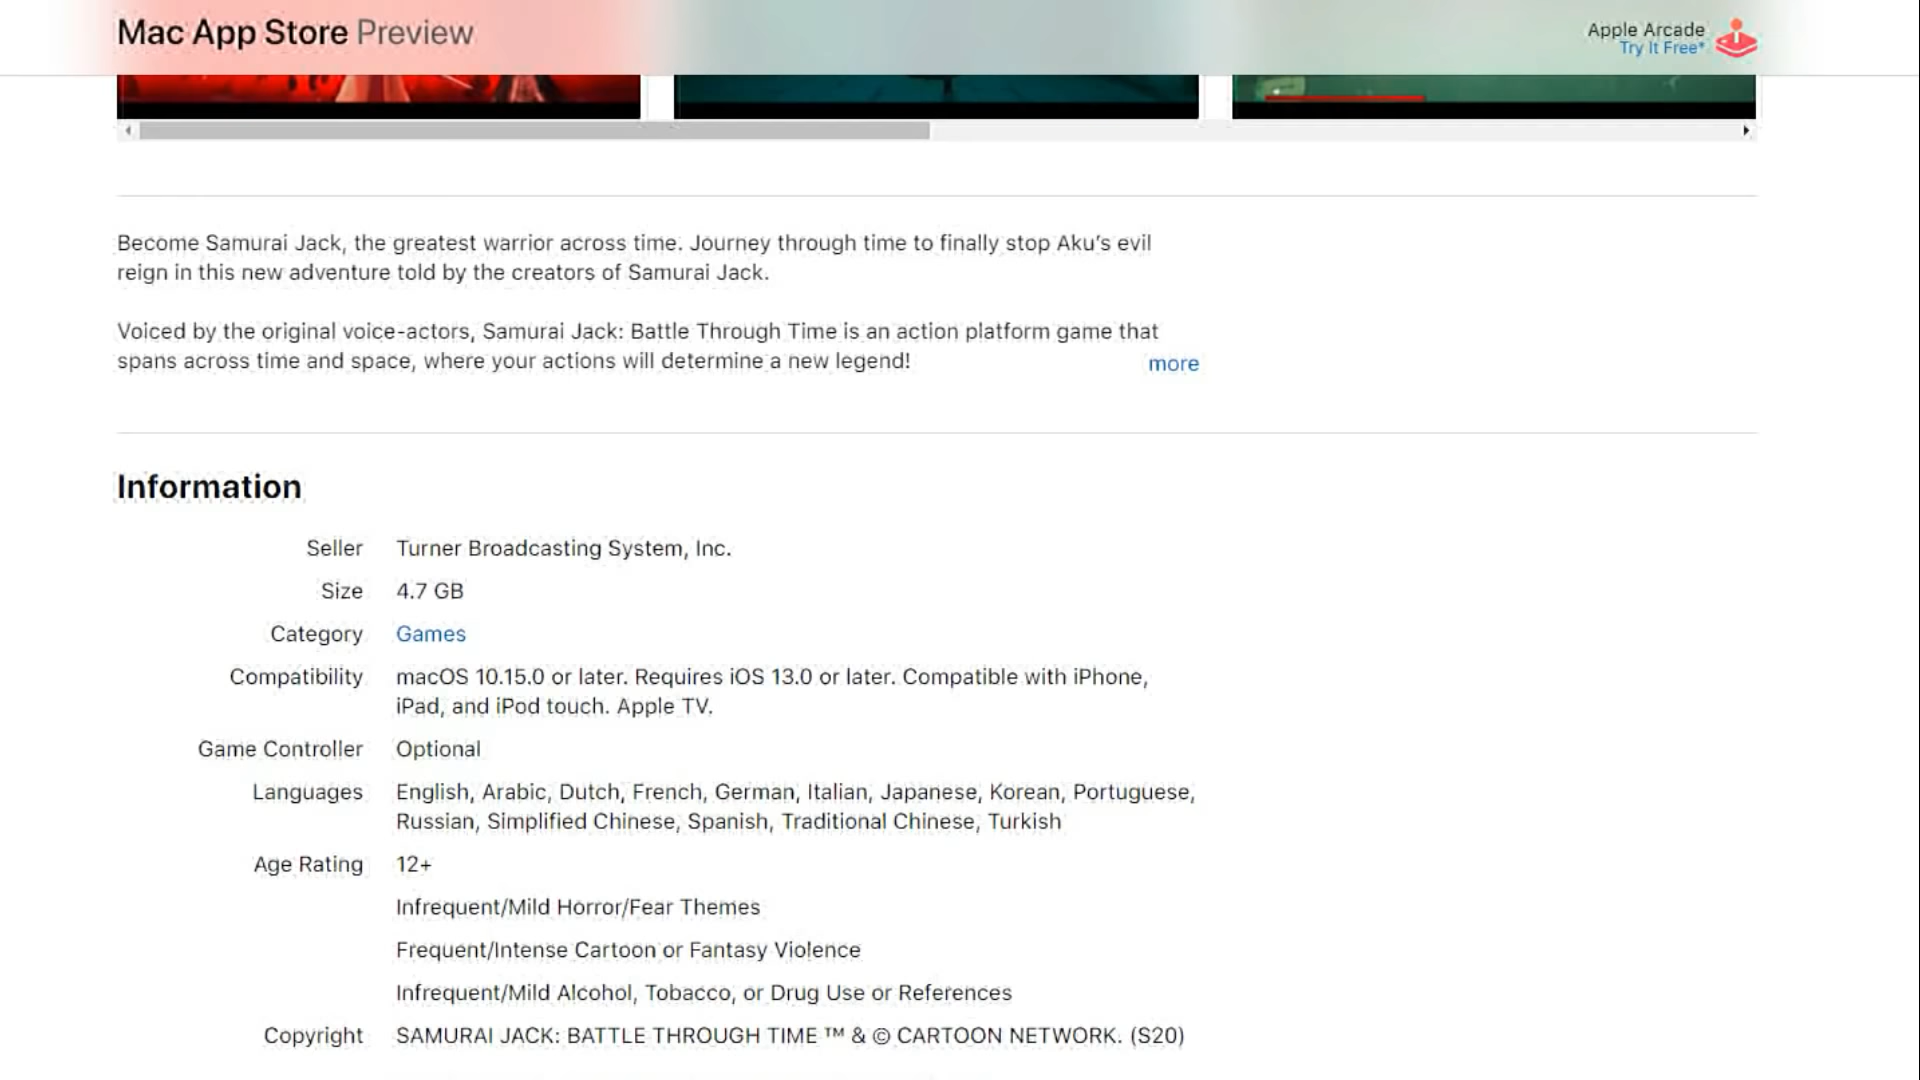 Mac App Store Preview
Apple Arcade
Try It Free*
Become Samurai Jack, the greatest warrior across time. Journey through time to finally stop Aku's evil
reign in this new adventure told by the creators of Samurai Jack.
Voiced by the original voice-actors, Samurai Jack: Battle Through Time is an action platform game that
spans across time and space, where your actions will determine a new legend!
more
Information
Seller Turner Broadcasting System, Inc.
Size 4.7 GB
Category Games
Compatibility macOS 10.15.0 or later. Requires iOS 13.0 or later. Compatible with iPhone,
iPad, and iPod touch. Apple TV.
Game Controller Optional
Languages English, Arabic, Dutch, French, German, Italian, Japanese, Korean, Portuguese,
Russian, Simplified Chinese, Spanish, Traditional Chinese, Turkish
Age Rating 12+
Infrequent/Mild Horror/Fear Themes
Frequent/Intense Cartoon or Fantasy Violence
Infrequent/Mild Alcohol, Tobacco, or Drug Use or References
Copyright SAMURAI JACK: BATTLE THROUGH TIME ™ & © CARTOON NETWORK. (S20)